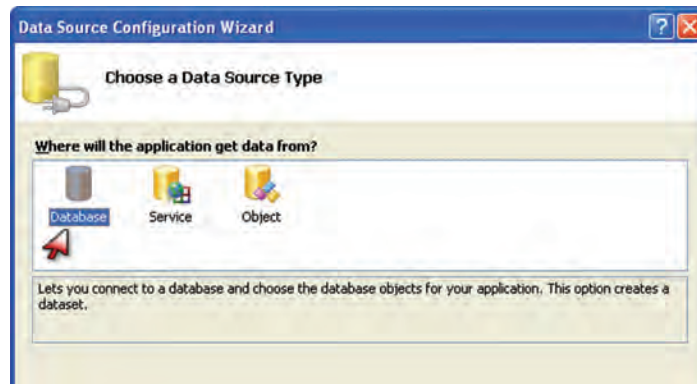 Data Source Configuration Wizard
Choose a Data Source Type
Where will the application get data from?
Database Service Object
Lets you connect to a database and choose the database objects for your application. This option creates a
dataset.